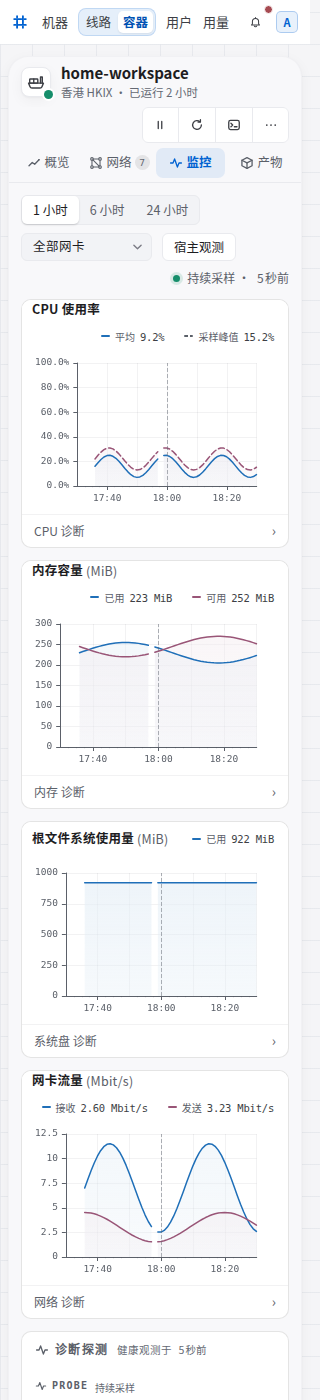 机器 线路 容器 用户 用量 A
home-workspace
香港 HKIX • 已运行 2 小时
概览 网络 7 监控 产物
1 小时 6 小时 24 小时
全部网卡 宿主观测
持续采样 • 5秒前
CPU 使用率
平均 9.2% 采样峰值 15.2%
100.0%
80.0%
60.0%
40.0%
20.0%
0.0%
17:40 18:00 18:20
CPU 诊断 ›
内存容量 (MiB)
已用 223 MiB 可用 252 MiB
300
250
200
150
100
50
0
17:40 18:00 18:20
内存 诊断 ›
根文件系统使用量 (MiB) 已用 922 MiB
1000
750
500
250
0
17:40 18:00 18:20
系统盘 诊断 ›
网卡流量 (Mbit/s)
接收 2.60 Mbit/s 发送 3.23 Mbit/s
12.5
10
7.5
5
2.5
0
17:40 18:00 18:20
网络 诊断 ›
诊断探测 健康观测于 5秒前
PROBE 持续采样